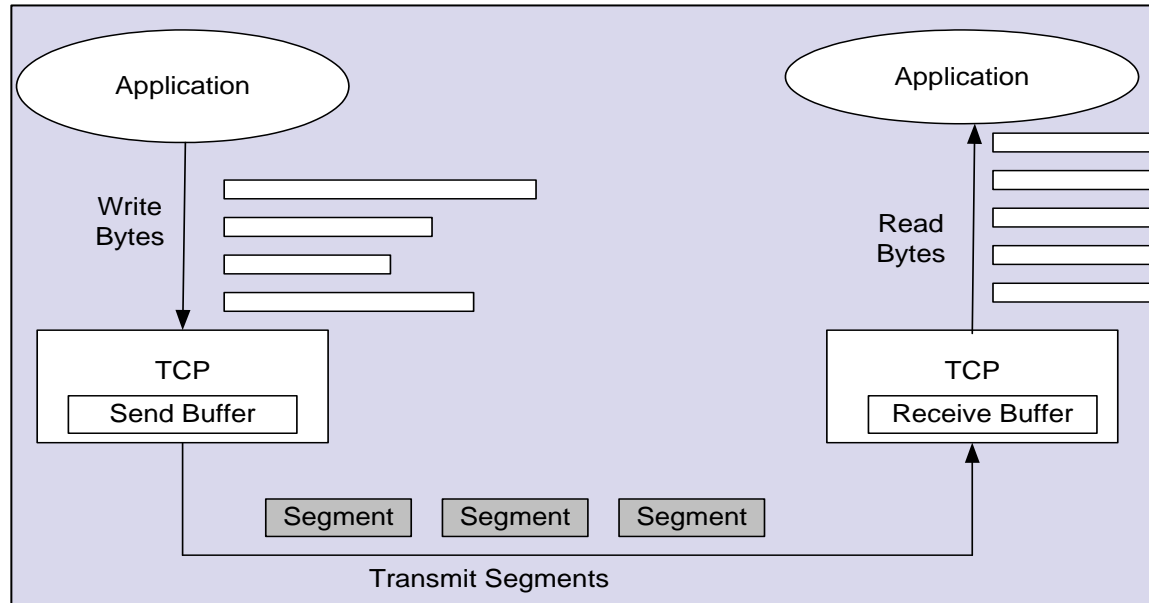 Application
Application
Write
Bytes
Read
Bytes
TCP
Send Buffer
TCP
Receive Buffer
Segment
Segment
Segment
Transmit Segments